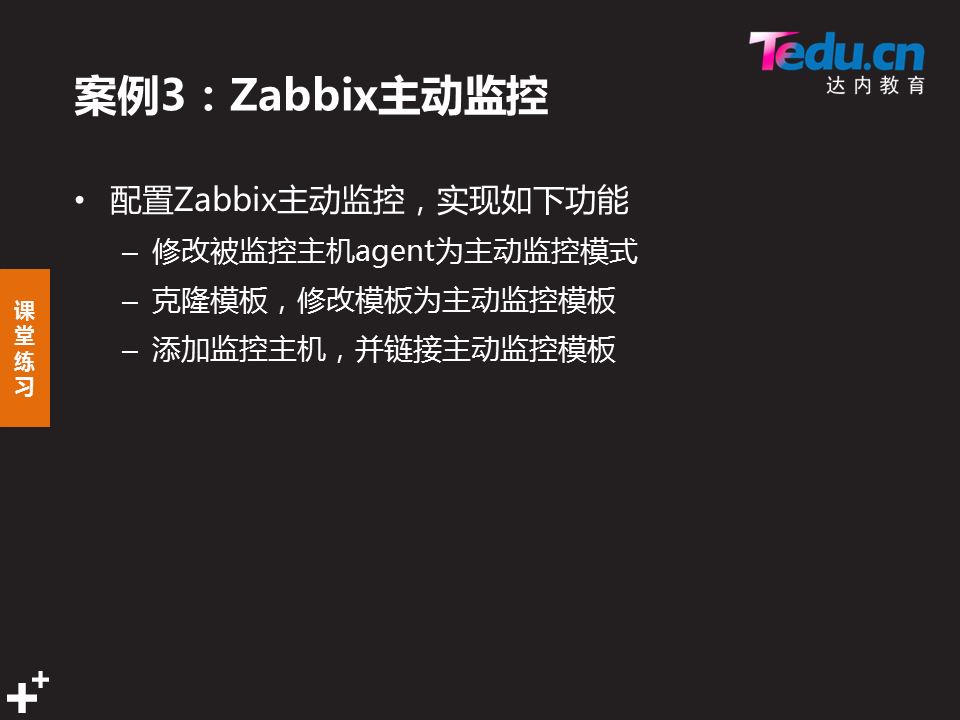 Tedu.cn
达内教育
案例3：Zabbix主动监控
• 配置Zabbix主动监控，实现如下功能
– 修改被监控主机agent为主动监控模式
– 克隆模板，修改模板为主动监控模板
– 添加监控主机，并链接主动监控模板
课堂练习